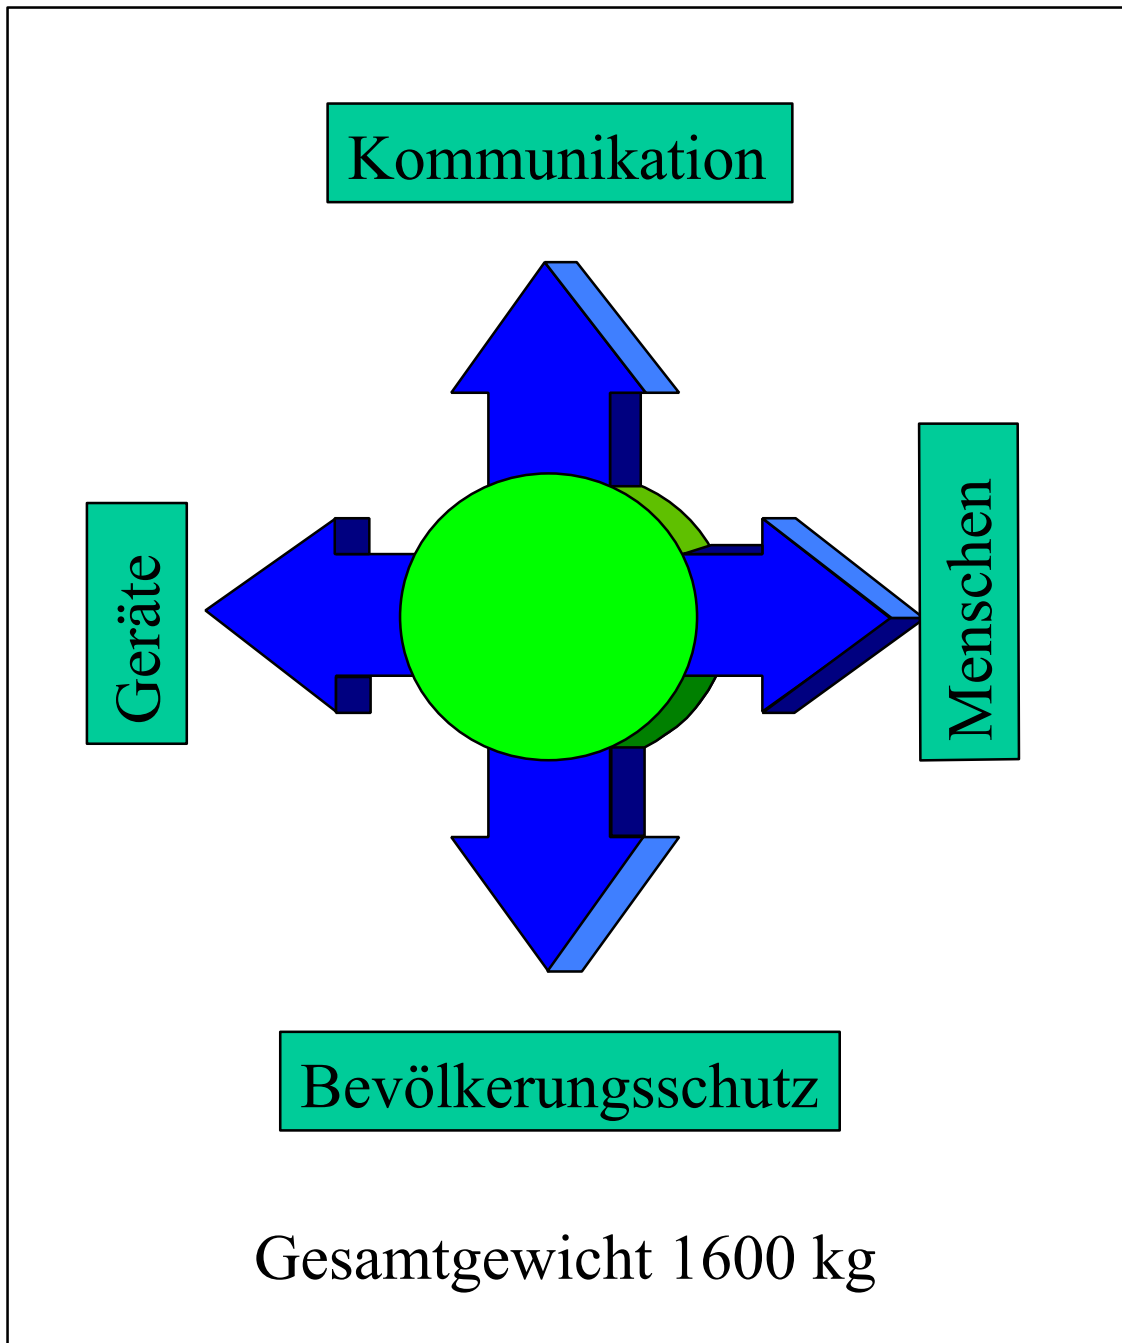 Kommunikation
Geräte
Menschen
Bevölkerungsschutz
Gesamtgewicht 1600 kg